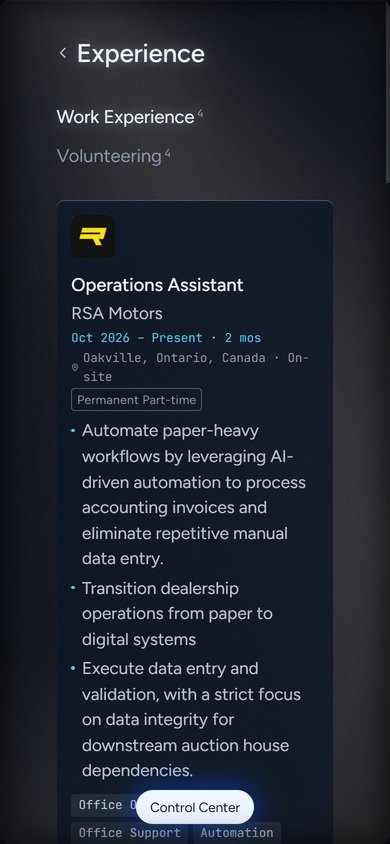 Experience
Work Experience 4
Volunteering 4
Operations Assistant
RSA Motors
Oct 2026 – Present · 2 mos
Oakville, Ontario, Canada · On-
site
Permanent Part-time
• Automate paper-heavy
workflows by leveraging AI-
driven automation to process
accounting invoices and
eliminate repetitive manual
data entry.
• Transition dealership
operations from paper to
digital systems
• Execute data entry and
validation, with a strict focus
on data integrity for
downstream auction house
dependencies.
Office
Control Center
Office Support
Automation